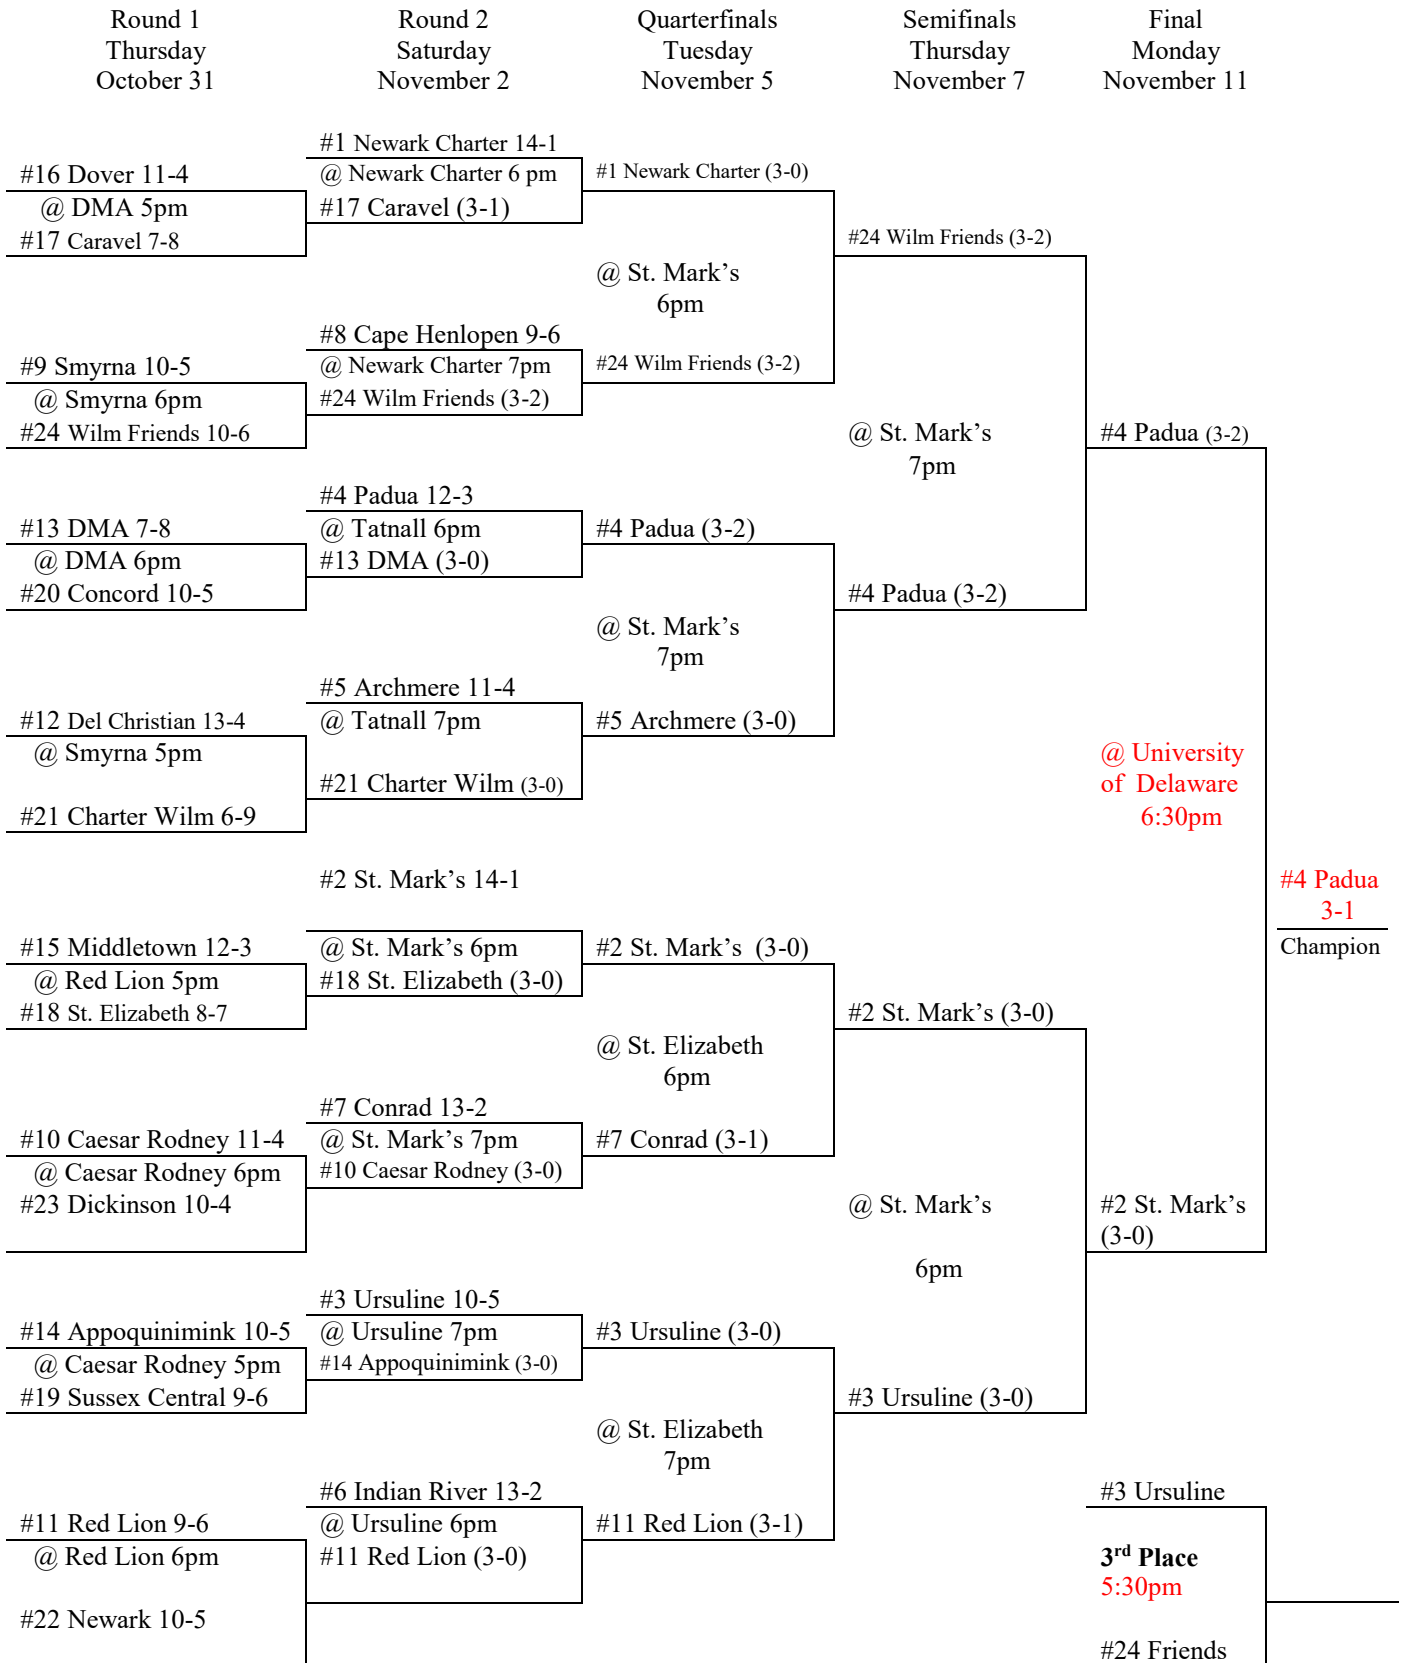 Round 1
Thursday
October 31
Round 2
Saturday
November 2
Quarterfinals
Tuesday
November 5
Semifinals
Thursday
November 7
Final
Monday
November 11
#16 Dover 11-4
@ DMA 5pm
#17 Caravel 7-8
#9 Smyrna 10-5
@ Smyrna 6pm
#24 Wilm Friends 10-6
#13 DMA 7-8
@ DMA 6pm
#20 Concord 10-5
#12 Del Christian 13-4
@ Smyrna 5pm
#21 Charter Wilm 6-9
#15 Middletown 12-3
@ Red Lion 5pm
#18 St. Elizabeth 8-7
#10 Caesar Rodney 11-4
@ Caesar Rodney 6pm
#23 Dickinson 10-4
#14 Appoquinimink 10-5
@ Caesar Rodney 5pm
#19 Sussex Central 9-6
#11 Red Lion 9-6
@ Red Lion 6pm
#22 Newark 10-5
#1 Newark Charter 14-1
@ Newark Charter 6 pm
#17 Caravel (3-1)
#8 Cape Henlopen 9-6
@ Newark Charter 7pm
#24 Wilm Friends (3-2)
#4 Padua 12-3
@ Tatnall 6pm
#13 DMA (3-0)
#5 Archmere 11-4
@ Tatnall 7pm
#21 Charter Wilm (3-0)
#2 St. Mark’s 14-1
@ St. Mark’s 6pm
#18 St. Elizabeth (3-0)
#7 Conrad 13-2
@ St. Mark’s 7pm
#10 Caesar Rodney (3-0)
#3 Ursuline 10-5
@ Ursuline 7pm
#14 Appoquinimink (3-0)
#6 Indian River 13-2
@ Ursuline 6pm
#11 Red Lion (3-0)
#1 Newark Charter (3-0)
@ St. Mark’s
6pm
#24 Wilm Friends (3-2)
#4 Padua (3-2)
@ St. Mark’s
7pm
#5 Archmere (3-0)
#2 St. Mark’s (3-0)
@ St. Elizabeth
6pm
#7 Conrad (3-1)
#3 Ursuline (3-0)
@ St. Elizabeth
7pm
#11 Red Lion (3-1)
#24 Wilm Friends (3-2)
@ St. Mark’s
7pm
#4 Padua (3-2)
#2 St. Mark’s (3-0)
@ St. Mark’s
6pm
#3 Ursuline (3-0)
#4 Padua (3-2)
@ University
of Delaware
6:30pm
#2 St. Mark’s
(3-0)
#4 Padua
3-1
Champion
#3 Ursuline
3rd Place
5:30pm
#24 Friends